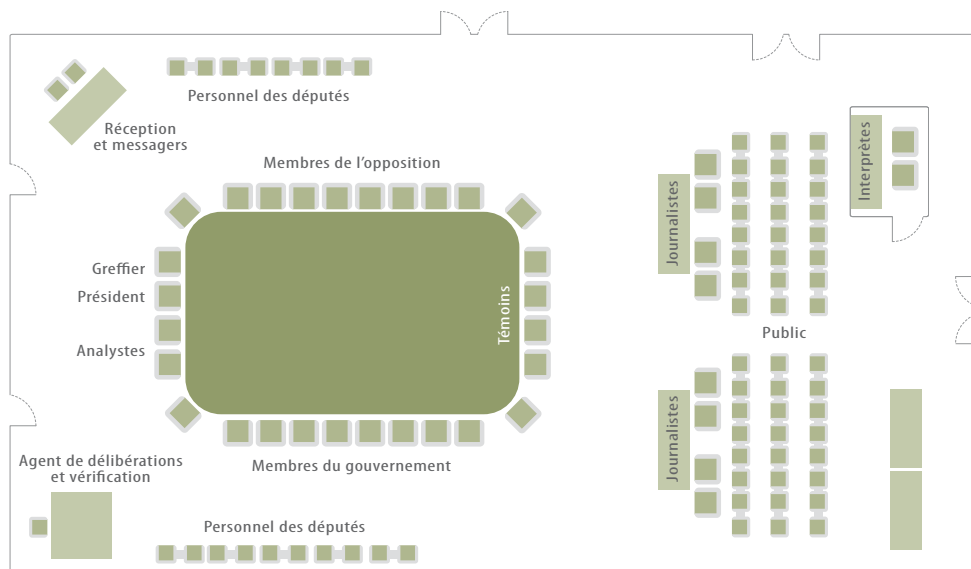 Personnel des députés
Réception
et messagers
Membres de l’opposition
Interprètes
Journalistes
Greffier
Président
Témoins
Analystes
Public
Journalistes
Membres du gouvernement
Agent de délibérations
et vérification
Personnel des députés